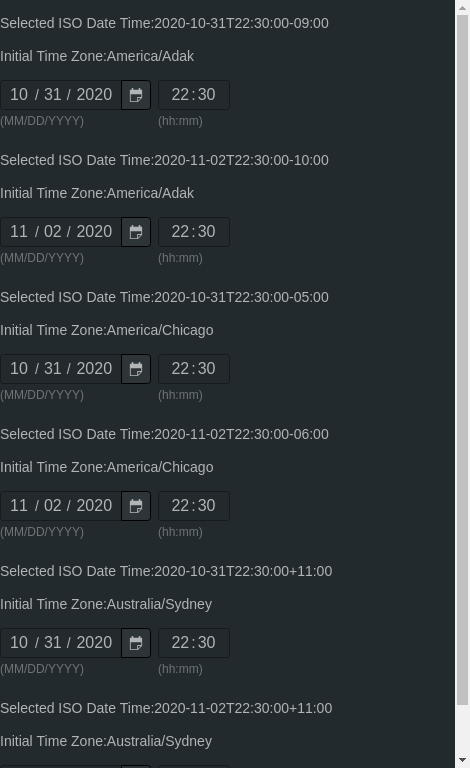 Selected ISO Date Time:2020-10-31T22:30:00-09:00
Initial Time Zone:America/Adak
10 / 31 / 2020 22:30
(MM/DD/YYYY) (hh:mm)
Selected ISO Date Time:2020-11-02T22:30:00-10:00
Initial Time Zone:America/Adak
11 / 02 / 2020 22:30
(MM/DD/YYYY) (hh:mm)
Selected ISO Date Time:2020-10-31T22:30:00-05:00
Initial Time Zone:America/Chicago
10 / 31 / 2020 22:30
(MM/DD/YYYY) (hh:mm)
Selected ISO Date Time:2020-11-02T22:30:00-06:00
Initial Time Zone:America/Chicago
11 / 02 / 2020 22:30
(MM/DD/YYYY) (hh:mm)
Selected ISO Date Time:2020-10-31T22:30:00+11:00
Initial Time Zone:Australia/Sydney
10 / 31 / 2020 22:30
(MM/DD/YYYY) (hh:mm)
Selected ISO Date Time:2020-11-02T22:30:00+11:00
Initial Time Zone:Australia/Sydney